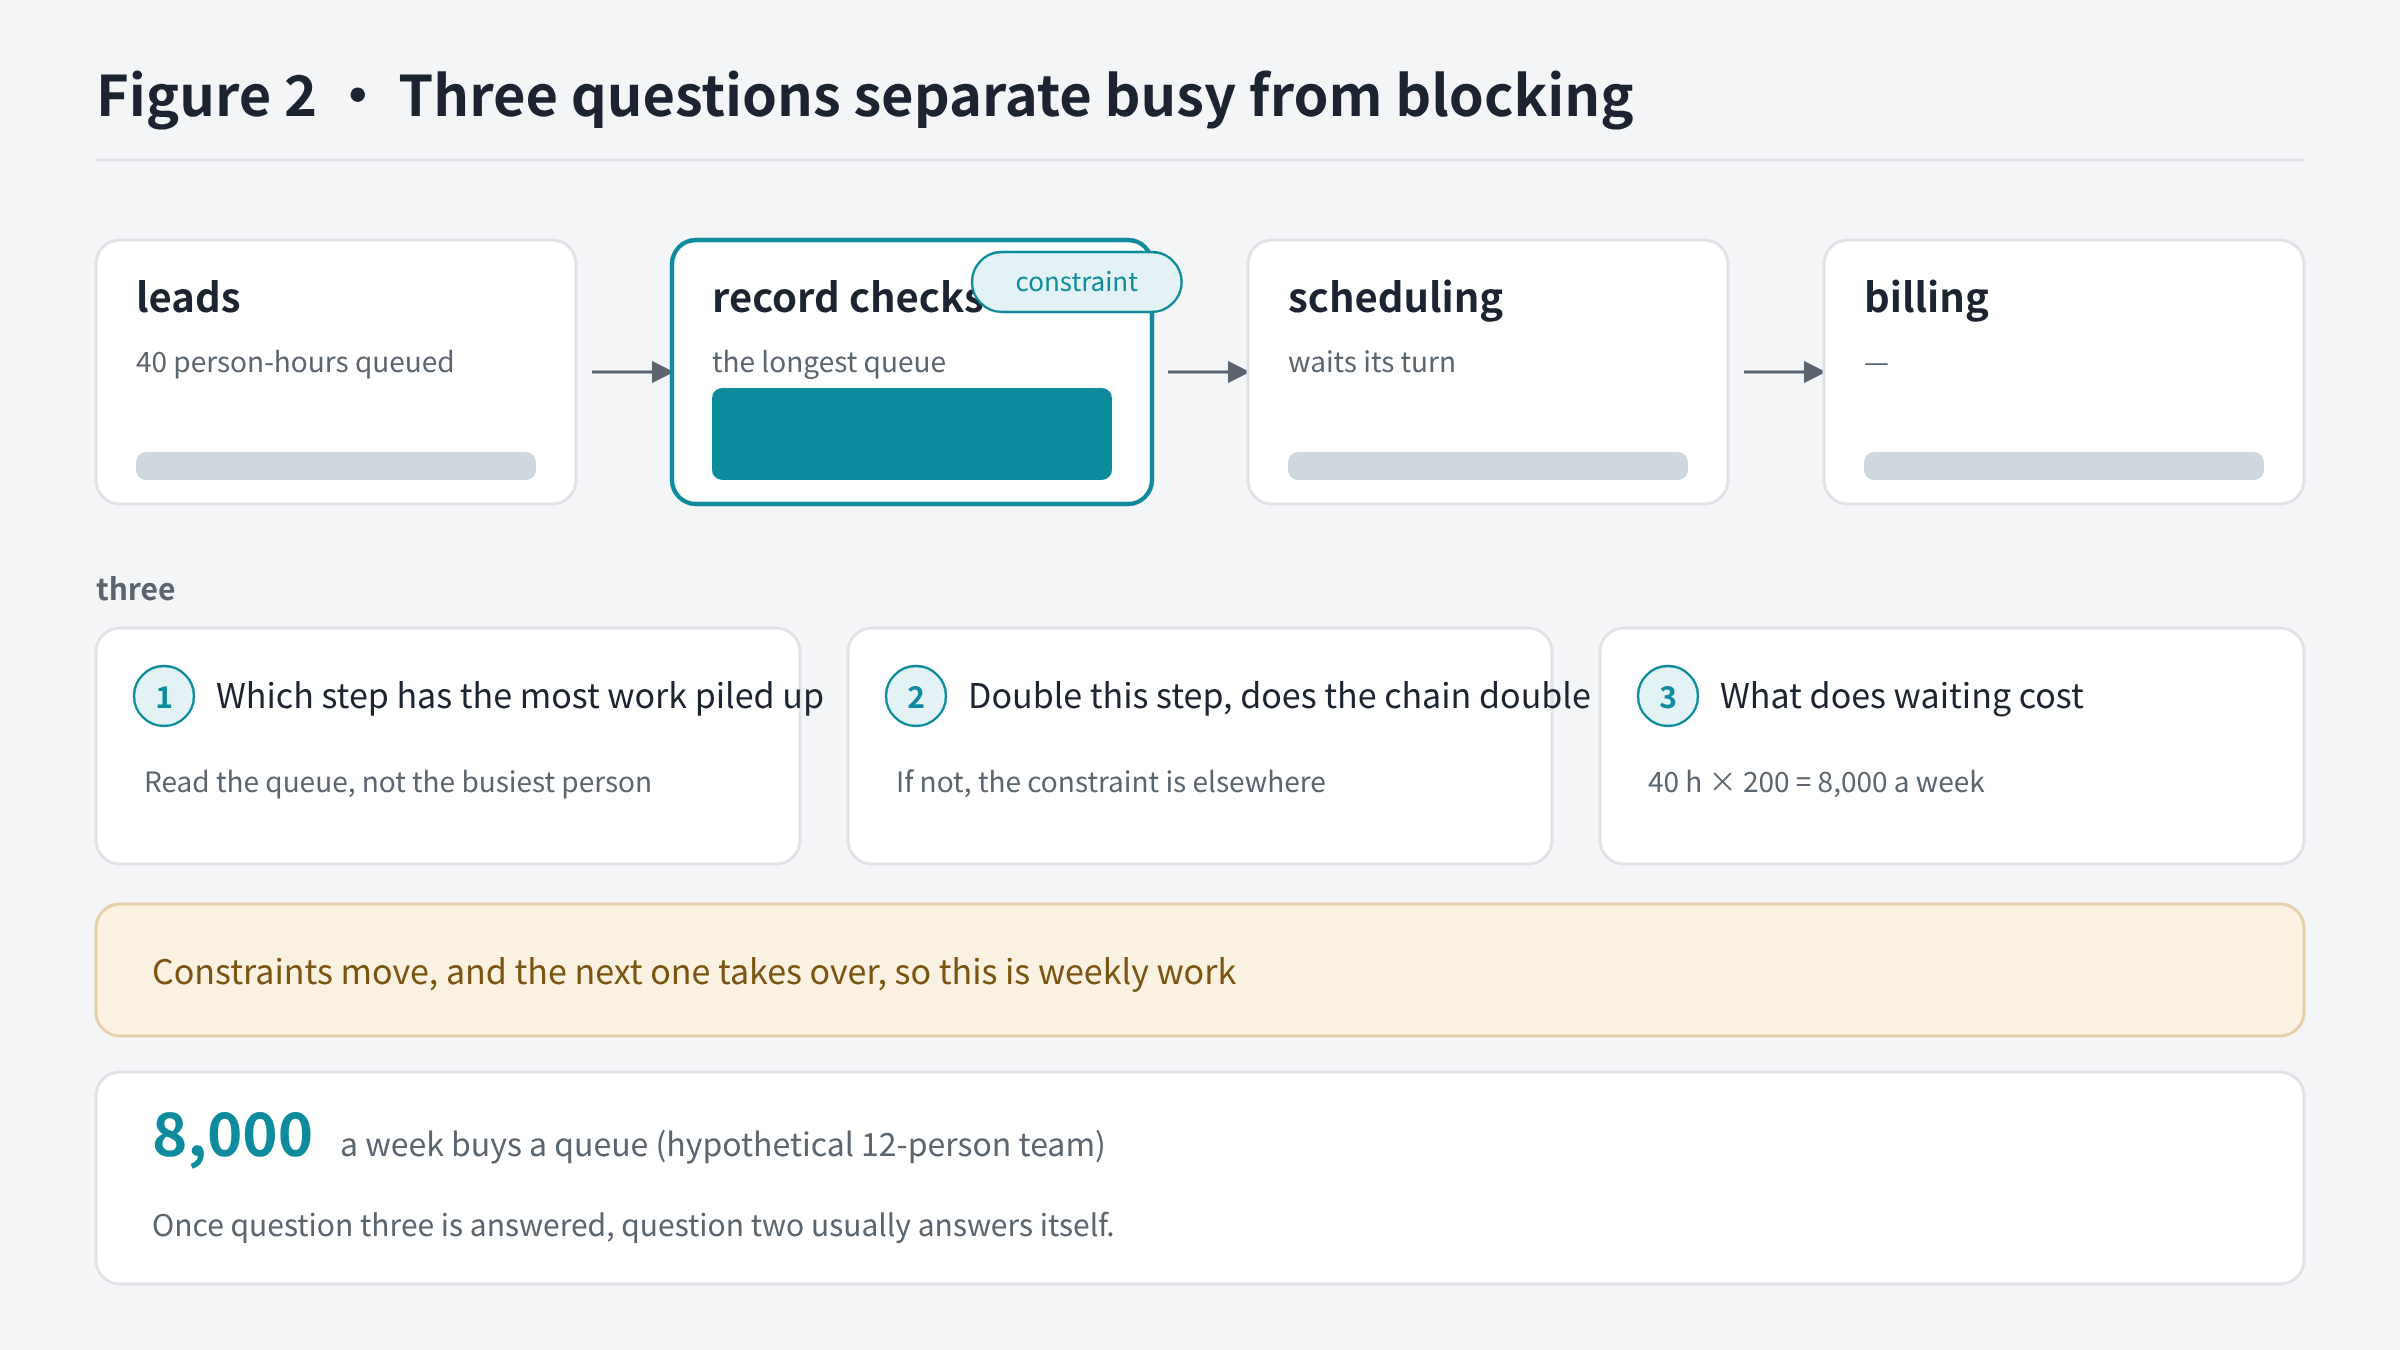 Figure 2 • Three questions separate busy from blocking
leads
40 person-hours queued
record checks
constraint
the longest queue
scheduling
waits its turn
billing
—
three
1 Which step has the most work piled up
Read the queue, not the busiest person
2 Double this step, does the chain double
If not, the constraint is elsewhere
3 What does waiting cost
40 h × 200 = 8,000 a week
Constraints move, and the next one takes over, so this is weekly work
8,000 a week buys a queue (hypothetical 12-person team)
Once question three is answered, question two usually answers itself.